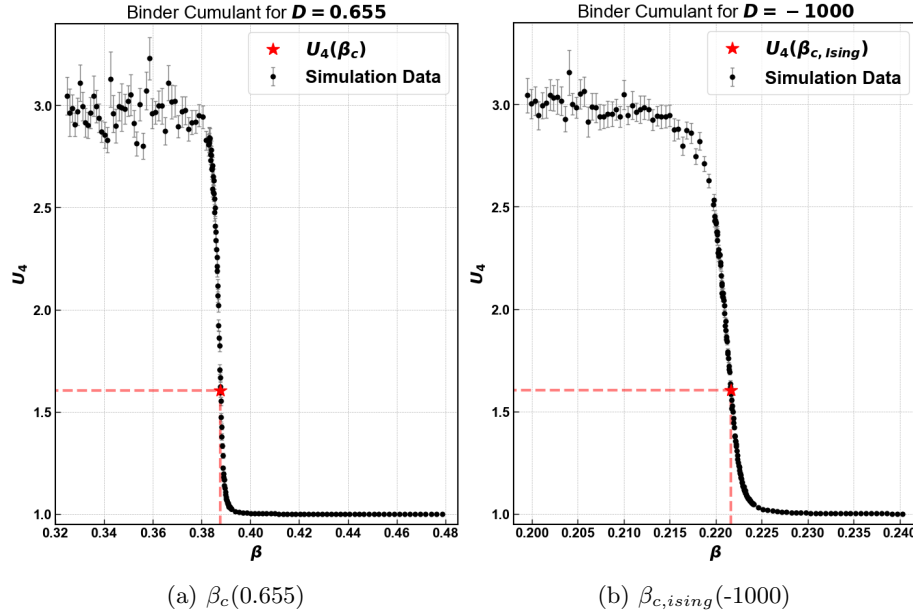 Binder Cumulant for D = 0.655
U₄(β_c)
Simulation Data
U₄
3.0
2.5
2.0
1.5
1.0
0.32 0.34 0.36 0.38 0.40 0.42 0.44 0.46 0.48
β
(a) β_c(0.655)
Binder Cumulant for D = −1000
U₄(β_{c, Ising})
Simulation Data
U₄
3.0
2.5
2.0
1.5
1.0
0.200 0.205 0.210 0.215 0.220 0.225 0.230 0.235 0.240
β
(b) β_{c,ising}(-1000)